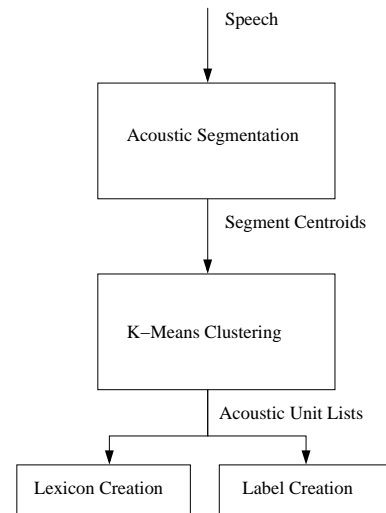 Speech
Acoustic Segmentation
Segment Centroids
K−Means Clustering
Acoustic Unit Lists
Lexicon Creation
Label Creation